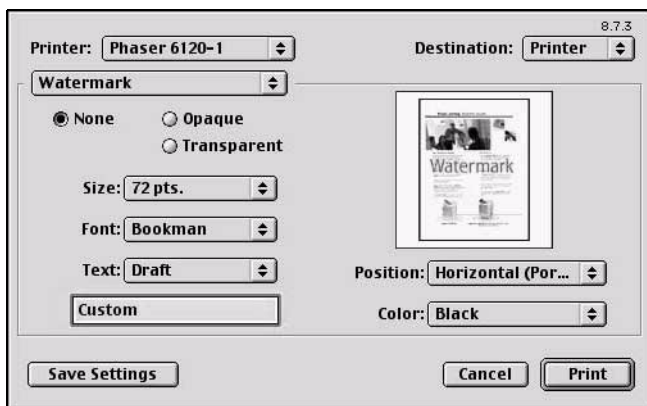 8.7.3
Printer: Phaser 6120-1
Destination: Printer
Watermark
None
Opaque
Transparent
Size: 72 pts.
Font: Bookman
Text: Draft
Custom
Watermark
Position: Horizontal (Por...
Color: Black
Save Settings
Cancel
Print